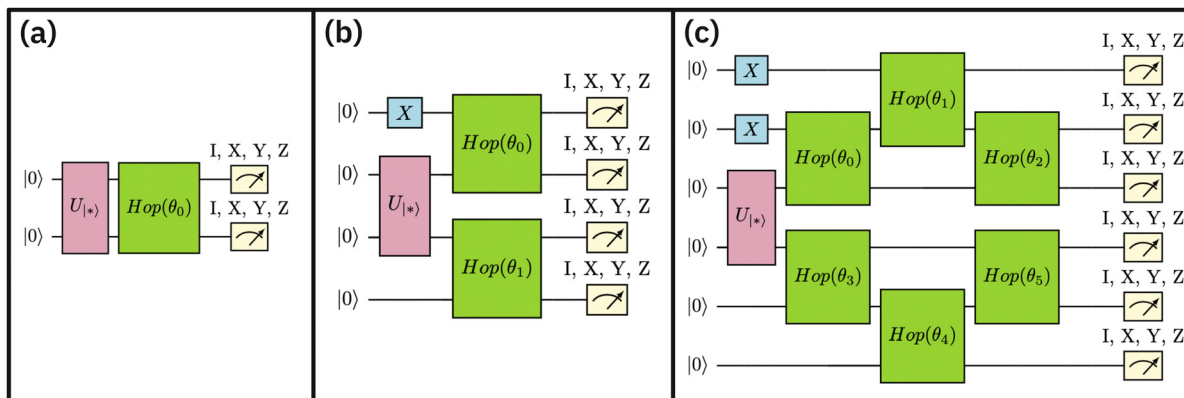 (a)
I, X, Y, Z
|0⟩
I, X, Y, Z
|0⟩
U|∗⟩
Hop(θ0)
(b)
I, X, Y, Z
|0⟩
X
I, X, Y, Z
|0⟩
Hop(θ0)
U|∗⟩
I, X, Y, Z
|0⟩
I, X, Y, Z
Hop(θ1)
|0⟩
(c)
I, X, Y, Z
|0⟩
X
Hop(θ1)
I, X, Y, Z
|0⟩
X
Hop(θ0)
Hop(θ2)
I, X, Y, Z
|0⟩
U|∗⟩
I, X, Y, Z
|0⟩
Hop(θ3)
Hop(θ5)
I, X, Y, Z
|0⟩
Hop(θ4)
I, X, Y, Z
|0⟩